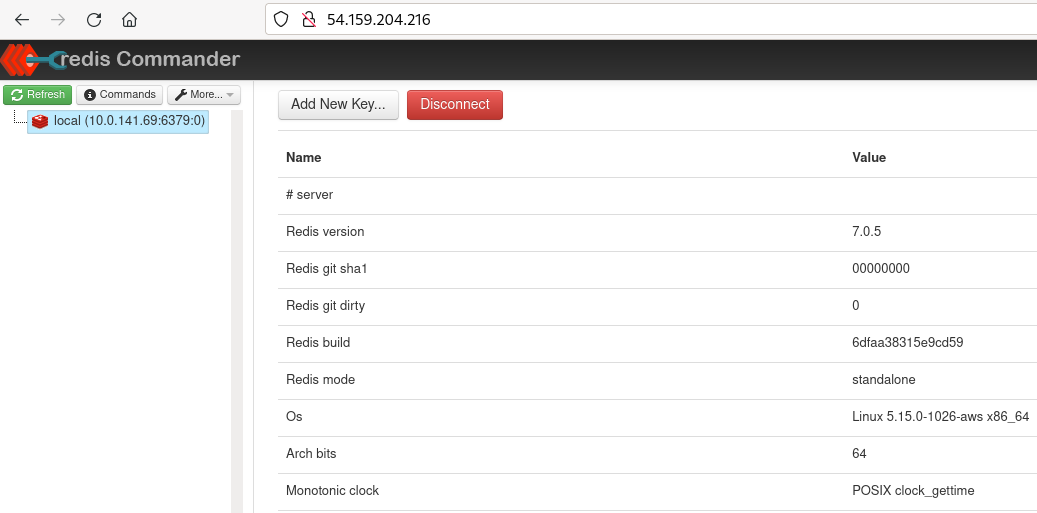 54.159.204.216
redis Commander
Refresh Commands More...
local (10.0.141.69:6379:0)
Add New Key... Disconnect
Name Value
# server
Redis version 7.0.5
Redis git sha1 00000000
Redis git dirty 0
Redis build 6dfaa38315e9cd59
Redis mode standalone
Os Linux 5.15.0-1026-aws x86_64
Arch bits 64
Monotonic clock POSIX clock_gettime